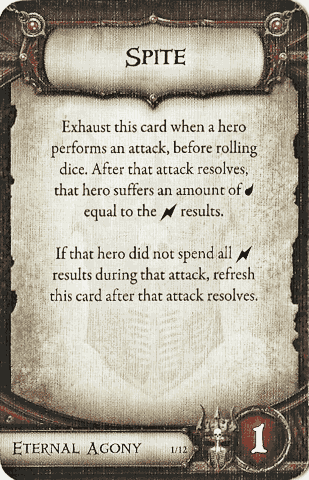 SPITE
Exhaust this card when a hero
performs an attack, before rolling
dice. After that attack resolves,
that hero suffers an amount of
equal to the results.
If that hero did not spend all
results during that attack, refresh
this card after that attack resolves.
ETERNAL AGONY 1/12 1